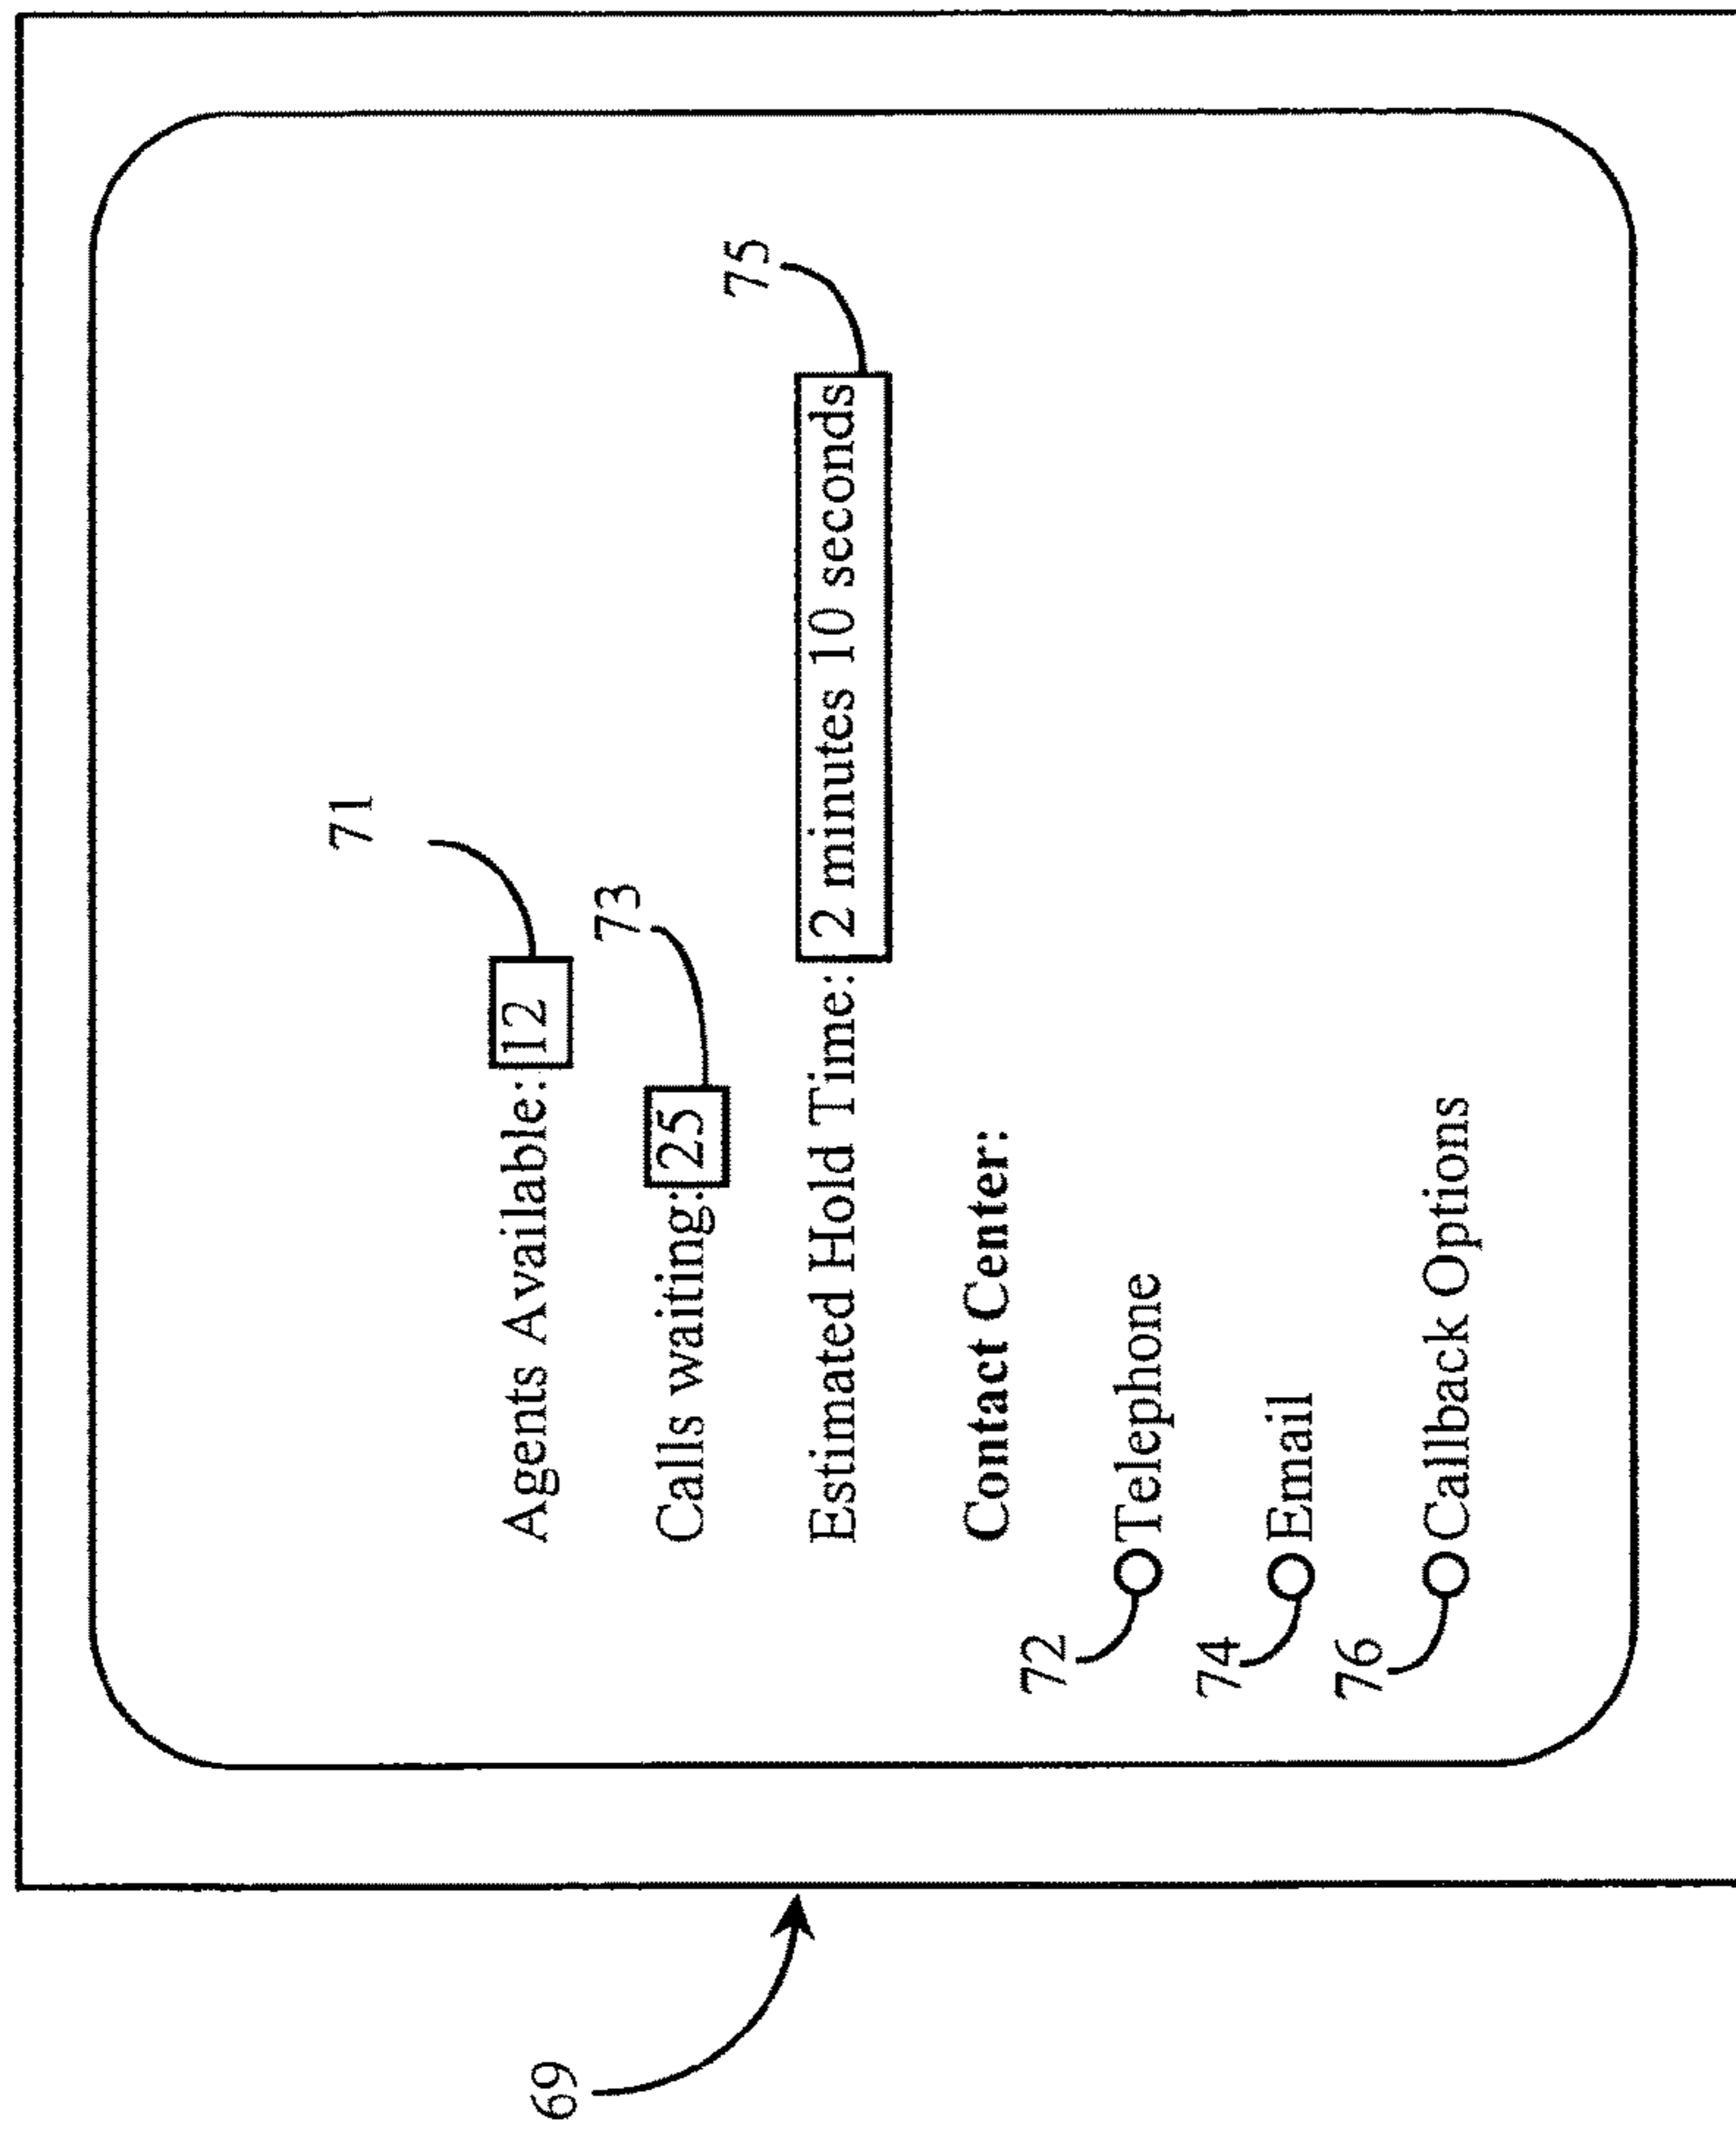 71
Agents Available: 12
73
Calls waiting: 25
75
Estimated Hold Time: 2 minutes 10 seconds
Contact Center:
72
Telephone
74
Email
76
Callback Options
69